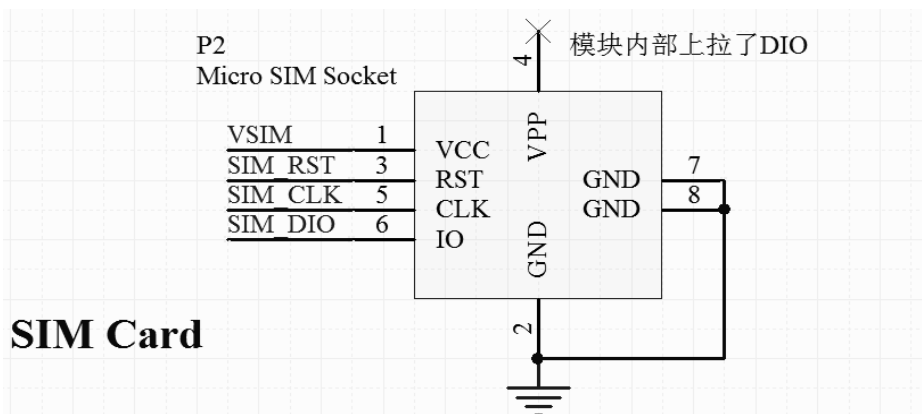 P2
Micro SIM Socket
模块内部上拉了DIO
4
VPP
VSIM 1 VCC
SIM_RST 3 RST
SIM_CLK 5 CLK
SIM_DIO 6 IO
GND 7
GND 8
GND
2
SIM Card